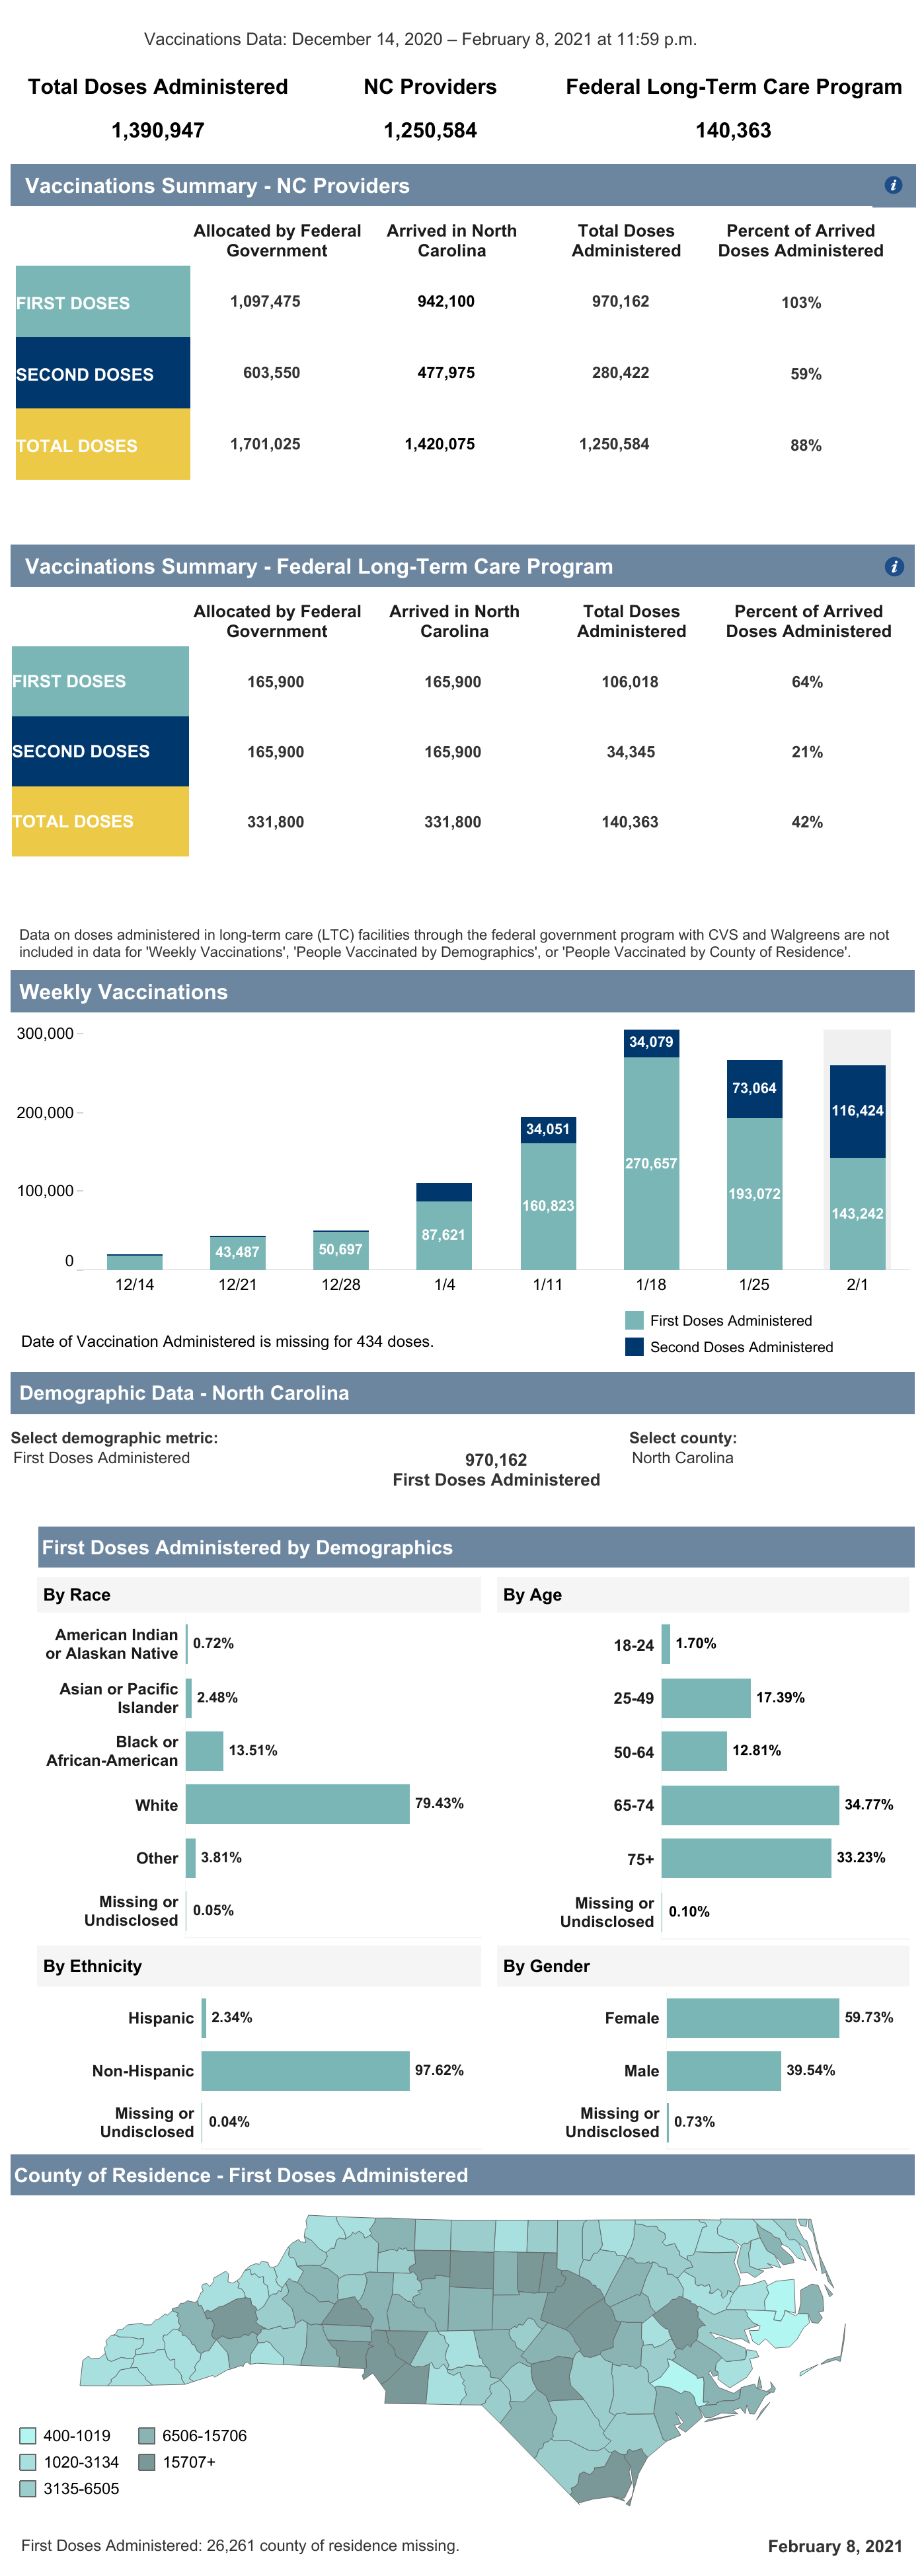 Vaccinations Data: December 14, 2020 – February 8, 2021 at 11:59 p.m.
Total Doses Administered NC Providers Federal Long-Term Care Program
1,390,947 1,250,584 140,363
Vaccinations Summary - NC Providers i
Allocated by Federal Arrived in North Total Doses Percent of Arrived
Government Carolina Administered Doses Administered
FIRST DOSES 1,097,475 942,100 970,162 103%
SECOND DOSES 603,550 477,975 280,422 59%
TOTAL DOSES 1,701,025 1,420,075 1,250,584 88%
Vaccinations Summary - Federal Long-Term Care Program i
Allocated by Federal Arrived in North Total Doses Percent of Arrived
Government Carolina Administered Doses Administered
FIRST DOSES 165,900 165,900 106,018 64%
SECOND DOSES 165,900 165,900 34,345 21%
TOTAL DOSES 331,800 331,800 140,363 42%
Data on doses administered in long-term care (LTC) facilities through the federal government program with CVS and Walgreens are not
included in data for 'Weekly Vaccinations', 'People Vaccinated by Demographics', or 'People Vaccinated by County of Residence'.
Weekly Vaccinations
300,000
200,000
100,000
0
43,487
50,697
87,621
34,051
160,823
34,079
270,657
73,064
193,072
116,424
143,242
12/14 12/21 12/28 1/4 1/11 1/18 1/25 2/1
First Doses Administered
Second Doses Administered
Date of Vaccination Administered is missing for 434 doses.
Demographic Data - North Carolina
Select demographic metric:
First Doses Administered
970,162
First Doses Administered
Select county:
North Carolina
First Doses Administered by Demographics
By Race
American Indian
or Alaskan Native 0.72%
Asian or Pacific
Islander 2.48%
Black or
African-American 13.51%
White 79.43%
Other 3.81%
Missing or
Undisclosed 0.05%
By Age
18-24 1.70%
25-49 17.39%
50-64 12.81%
65-74 34.77%
75+ 33.23%
Missing or
Undisclosed 0.10%
By Ethnicity
Hispanic 2.34%
Non-Hispanic 97.62%
Missing or
Undisclosed 0.04%
By Gender
Female 59.73%
Male 39.54%
Missing or
Undisclosed 0.73%
County of Residence - First Doses Administered
400-1019
1020-3134
3135-6505
6506-15706
15707+
First Doses Administered: 26,261 county of residence missing.
February 8, 2021